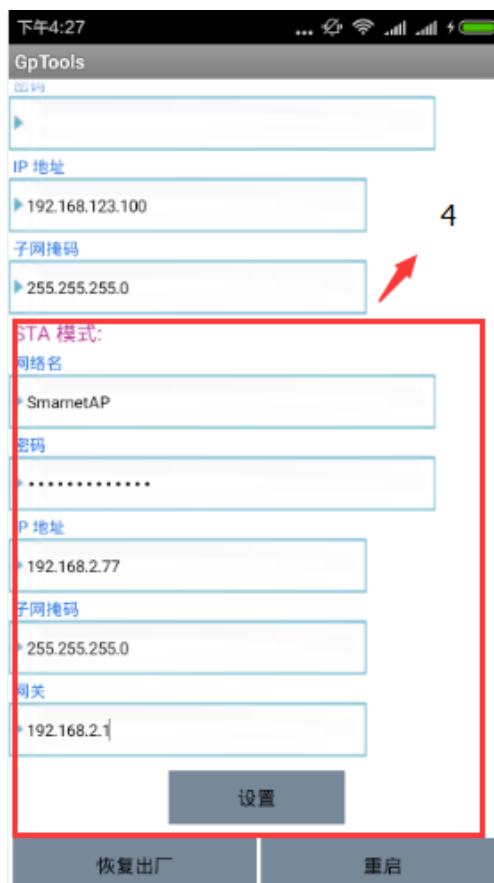 下午4:27
...
GpTools
密码
IP 地址
192.168.123.100
4
子网掩码
255.255.255.0
STA 模式:
网络名
SmarnetAP
密码
•••••••••••••
IP 地址
192.168.2.77
子网掩码
255.255.255.0
网关
192.168.2.1
设置
恢复出厂
重启